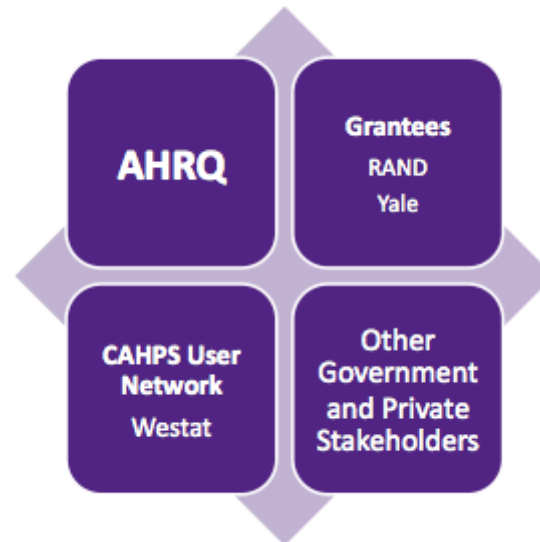 AHRQ
Grantees
RAND
Yale
CAHPS User
Network
Westat
Other
Government
and Private
Stakeholders